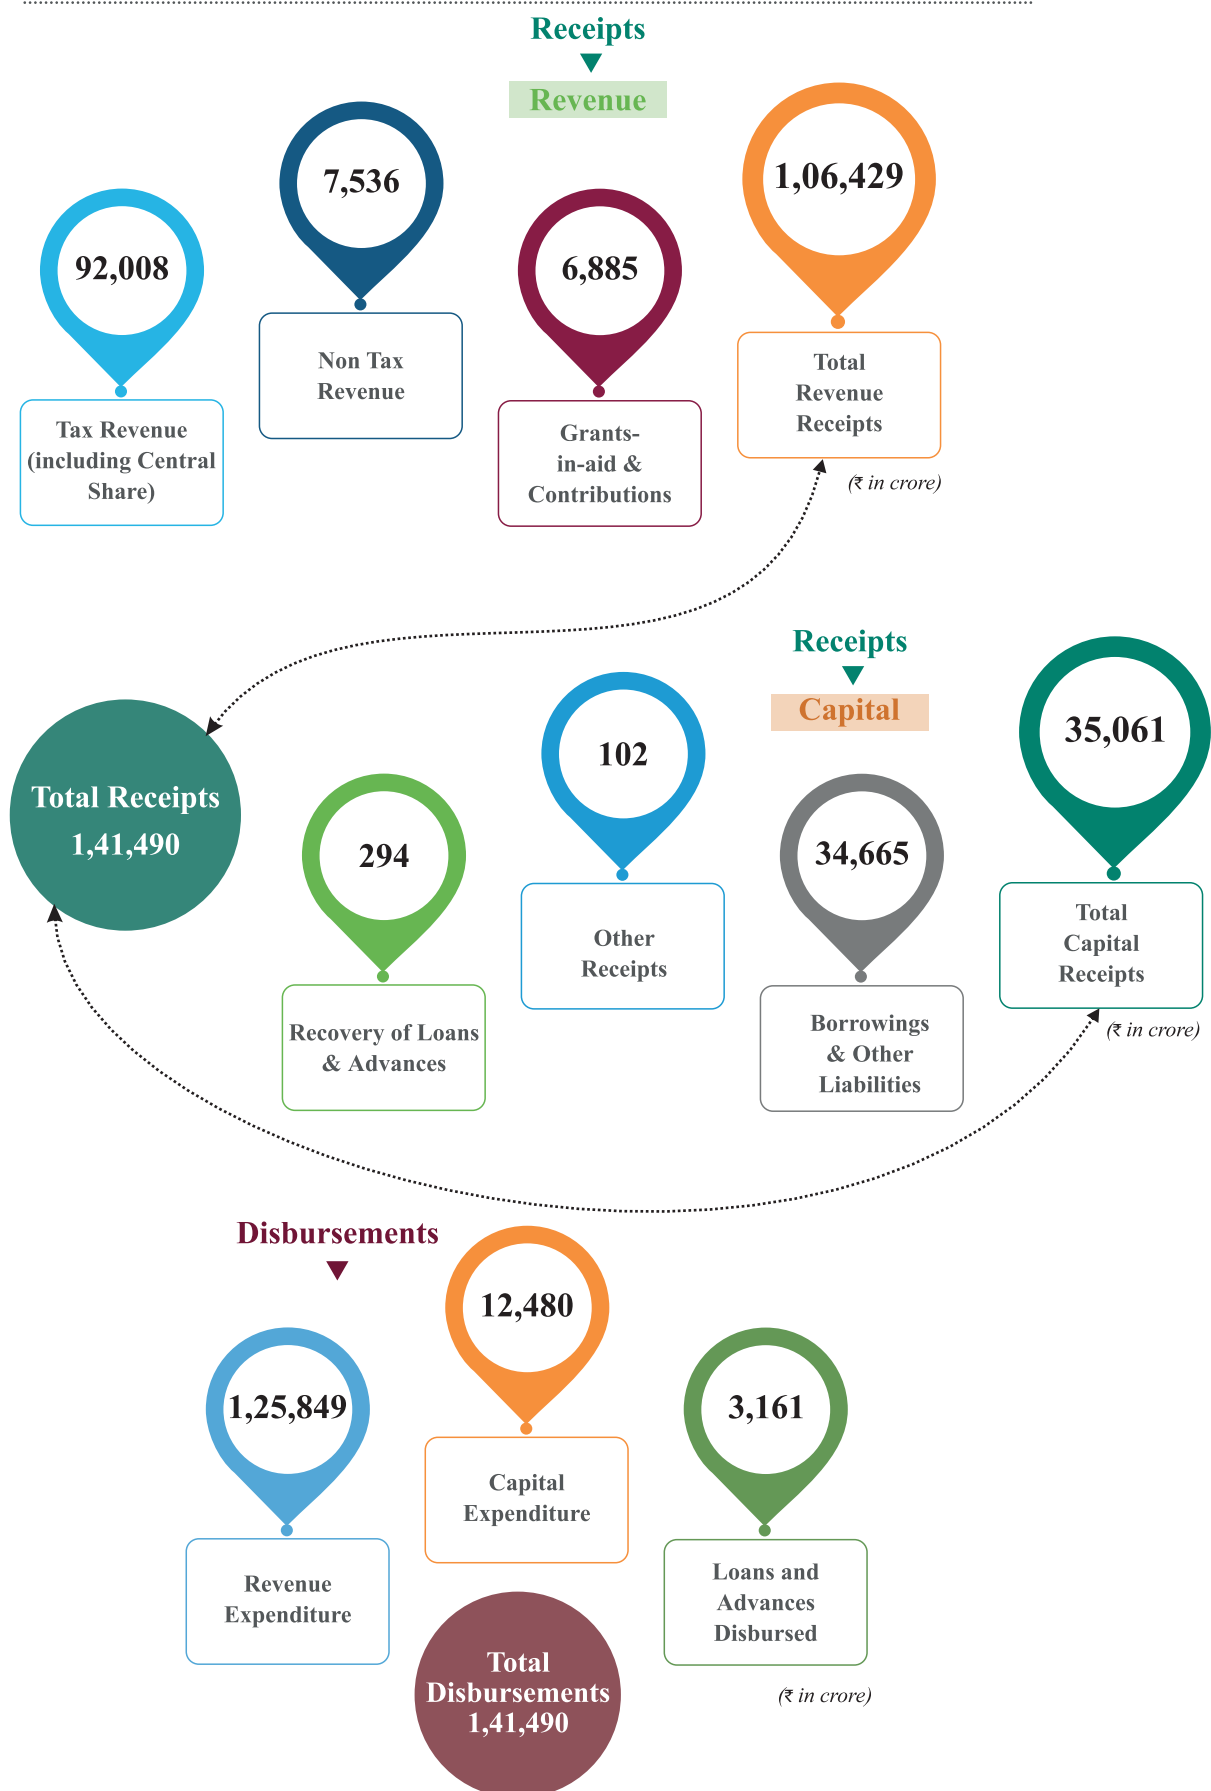 Receipts
Revenue
92,008
Tax Revenue
(including Central
Share)
7,536
Non Tax
Revenue
6,885
Grants-
in-aid &
Contributions
1,06,429
Total
Revenue
Receipts
(₹ in crore)
Receipts
Capital
Total Receipts
1,41,490
294
Recovery of Loans
& Advances
102
Other
Receipts
34,665
Borrowings
& Other
Liabilities
35,061
Total
Capital
Receipts
(₹ in crore)
Disbursements
1,25,849
Revenue
Expenditure
12,480
Capital
Expenditure
3,161
Loans and
Advances
Disbursed
Total
Disbursements
1,41,490
(₹ in crore)